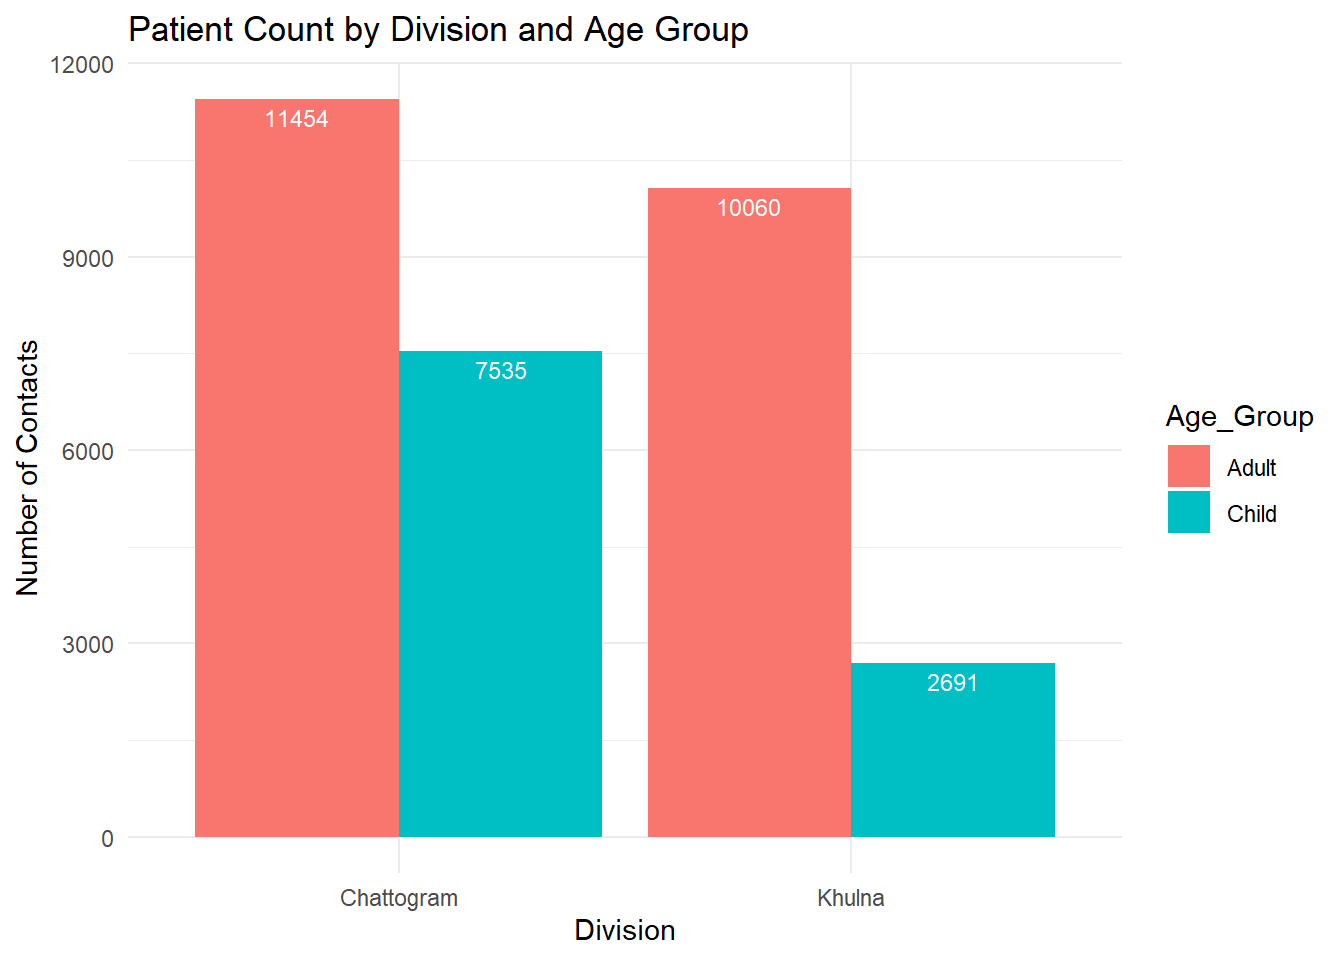 Patient Count by Division and Age Group
12000
9000
6000
3000
0
Number of Contacts
11454
7535
10060
2691
Chattogram
Khulna
Division
Age_Group
Adult
Child